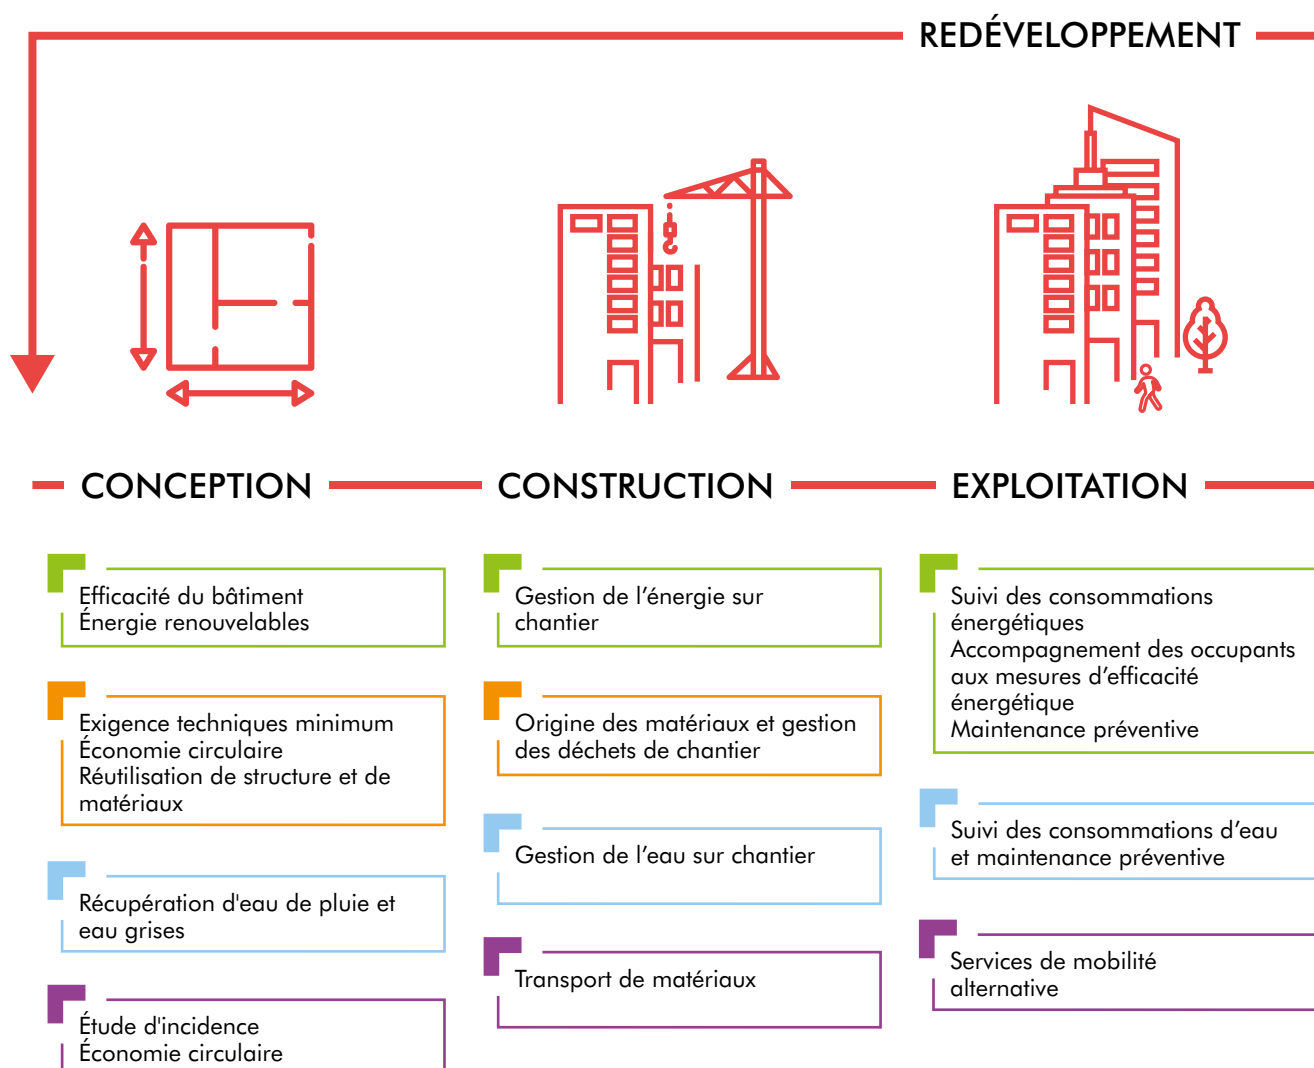 REDÉVELOPPEMENT
CONCEPTION
Efficacité du bâtiment
Énergie renouvelables
Exigence techniques minimum
Économie circulaire
Réutilisation de structure et de
matériaux
Récupération d'eau de pluie et
eau grises
Étude d'incidence
Économie circulaire
CONSTRUCTION
Gestion de l’énergie sur
chantier
Origine des matériaux et gestion
des déchets de chantier
Gestion de l’eau sur chantier
Transport de matériaux
EXPLOITATION
Suivi des consommations
énergétiques
Accompagnement des occupants
aux mesures d’efficacité
énergétique
Maintenance préventive
Suivi des consommations d’eau
et maintenance préventive
Services de mobilité
alternative